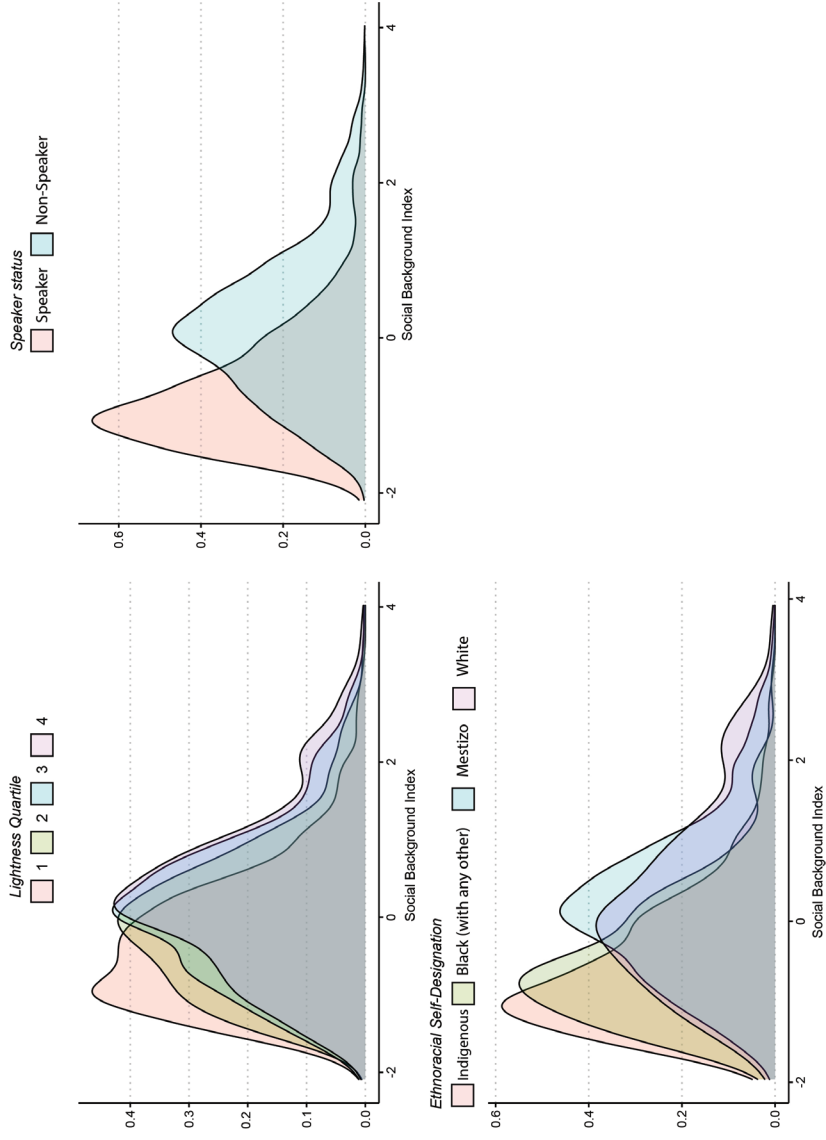 Lightness Quartile
1 2 3 4
0.4
0.3
0.2
0.1
0.0
-2 0 2 4
Social Background Index
Speaker status
Speaker Non-Speaker
0.6
0.4
0.2
0.0
-2 0 2 4
Social Background Index
Ethnoracial Self-Designation
Indigenous Black (with any other) Mestizo White
0.6
0.4
0.2
0.0
-2 0 2 4
Social Background Index